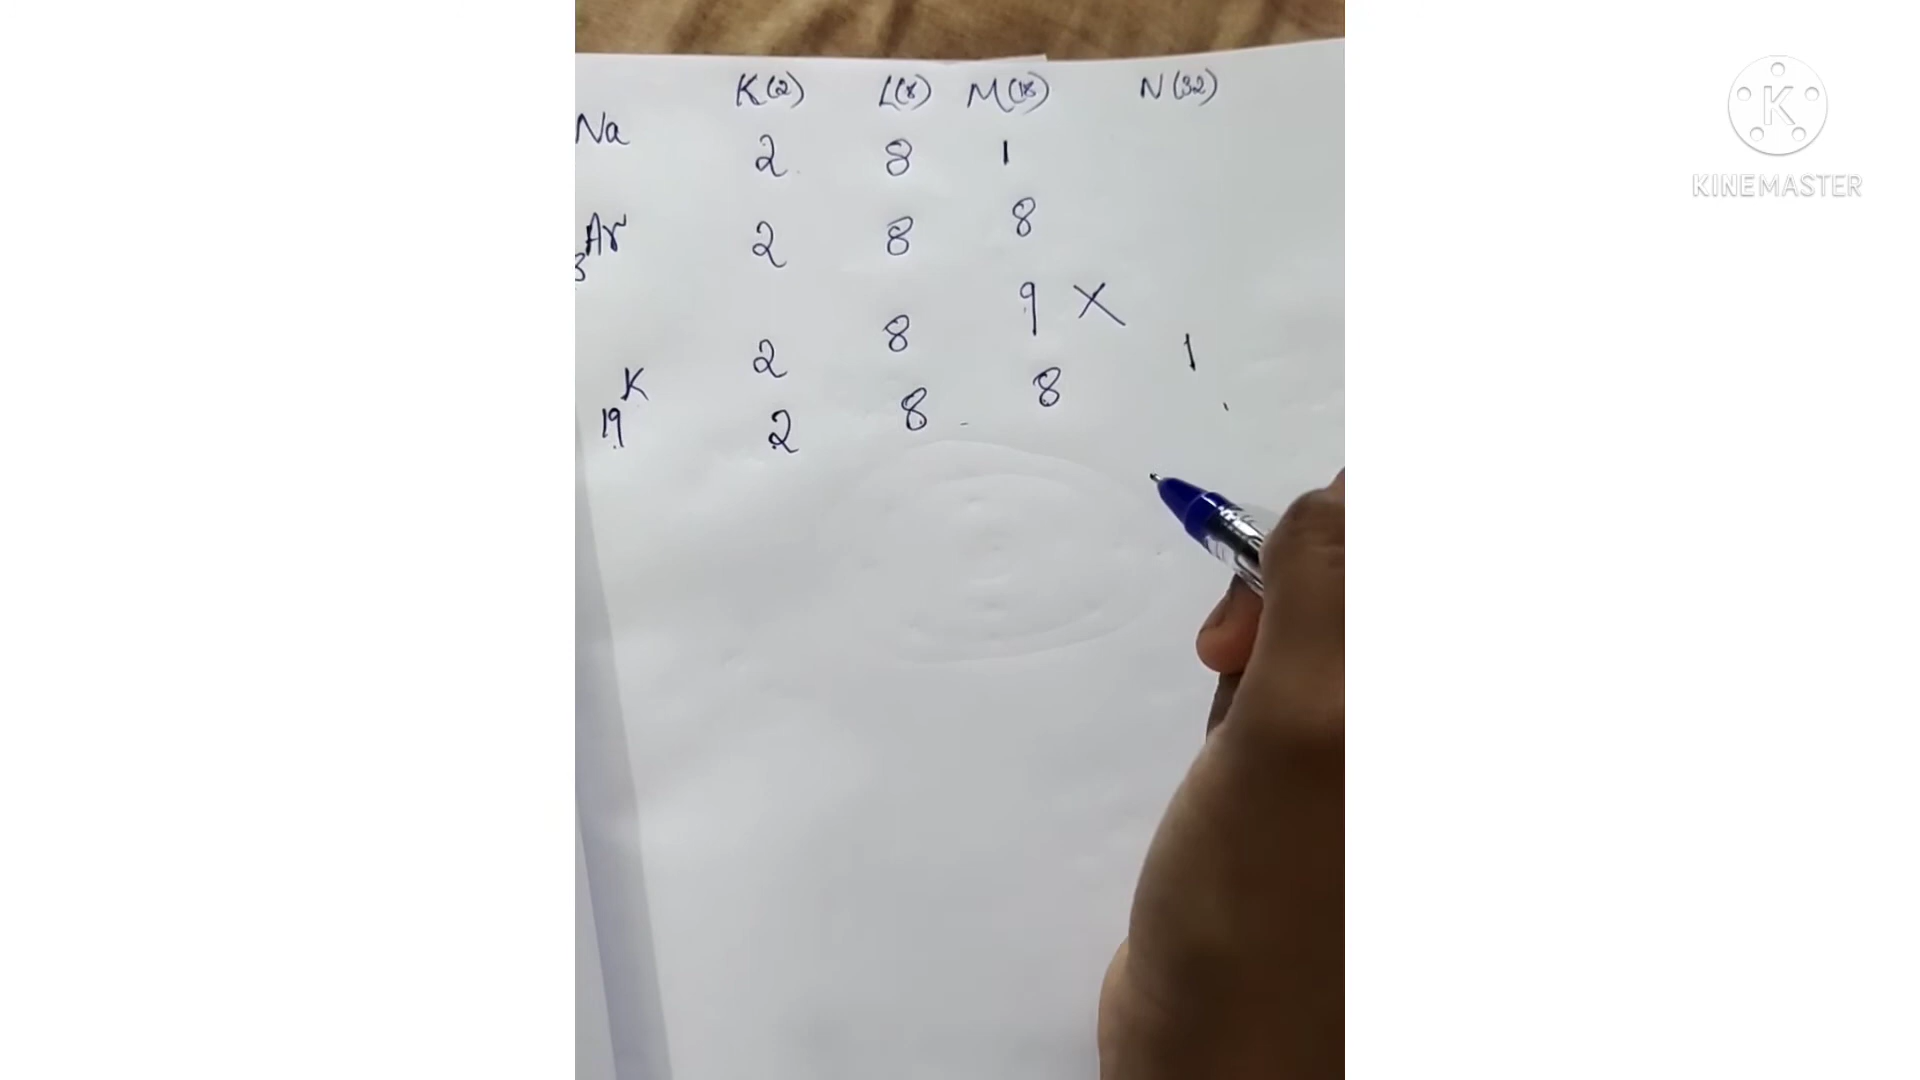 K(2) L(8) M(18) N(32)
Na 2 8 1
Ar 2 8 8
2 8 9 X
19K 2 8 8 1
K
KINEMASTER